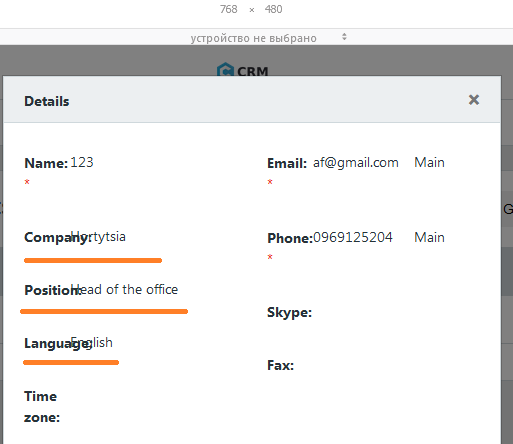 768 × 480
устройство не выбрано
CRM
Details ×
Name: 123
*
Email: af@gmail.com Main
*
Company: Hortytsia
Phone: 0969125204 Main
*
Position: Head of the office
Skype:
Language: English
Fax:
Time
zone:
G